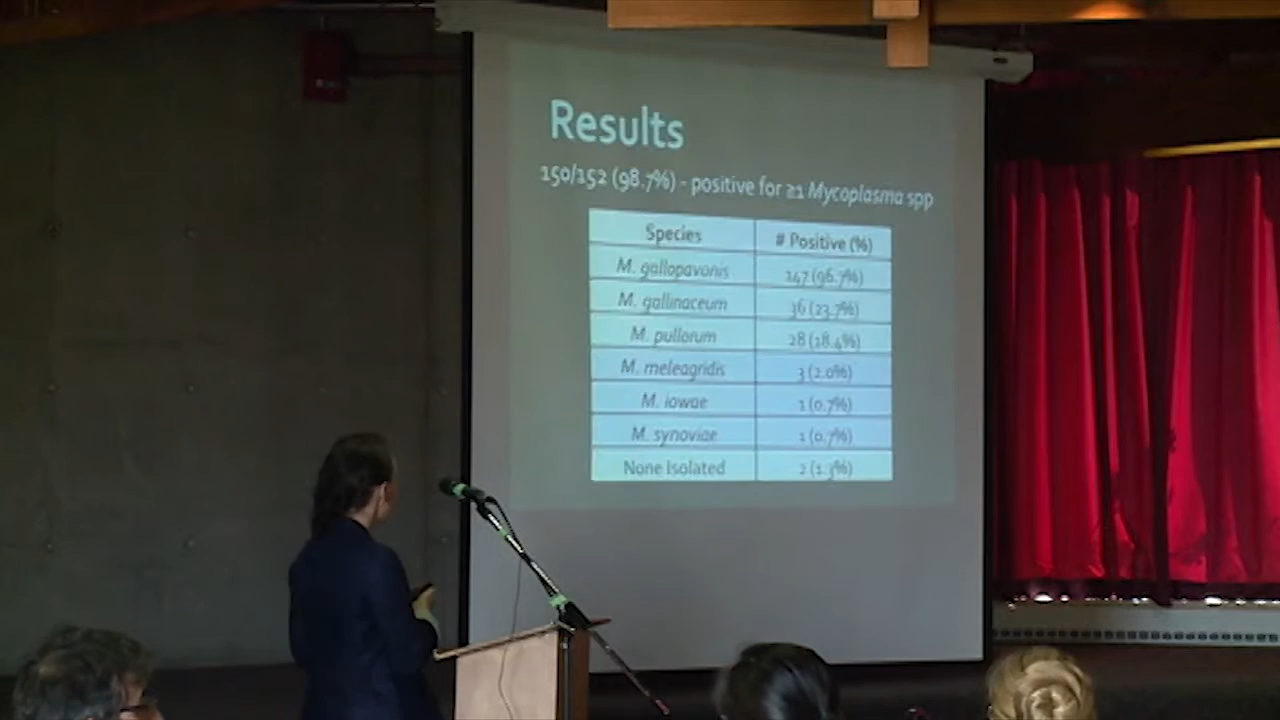 Results
150/152 (98.7%) - positive for ≥1 Mycoplasma spp
Species # Positive (%)
M. gallopavonis 147 (96.7%)
M. gallinaceum 36 (23.7%)
M. pullorum 28 (18.4%)
M. meleagridis 3 (2.0%)
M. iowae 1 (0.7%)
M. synoviae 1 (0.7%)
None Isolated 2 (1.3%)